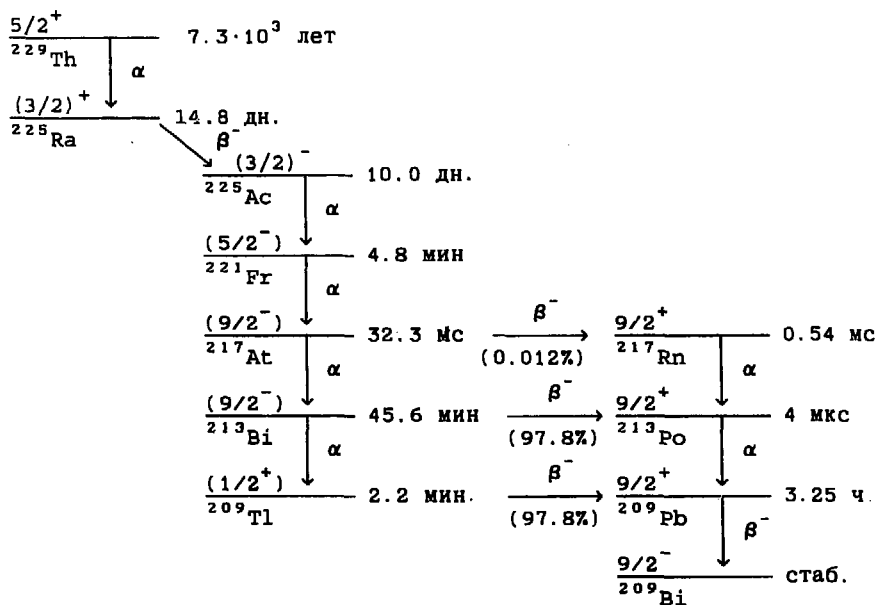 5/2⁺
²²⁹Th 7.3·10³ лет
α
(3/2)⁺
²²⁵Ra 14.8 дн.
β⁻
(3/2)⁻
²²⁵Ac 10.0 дн.
α
(5/2⁻)
²²¹Fr 4.8 мин
α
(9/2⁻) β⁻ 9/2⁺
²¹⁷At 32.3 мс (0.012%) ²¹⁷Rn 0.54 мс
α α
(9/2⁻) β⁻ 9/2⁺
²¹³Bi 45.6 мин (97.8%) ²¹³Po 4 мкс
α α
(1/2⁺) β⁻ 9/2⁺
²⁰⁹Tl 2.2 мин. (97.8%) ²⁰⁹Pb 3.25 ч.
β⁻
9/2⁻
²⁰⁹Bi стаб.